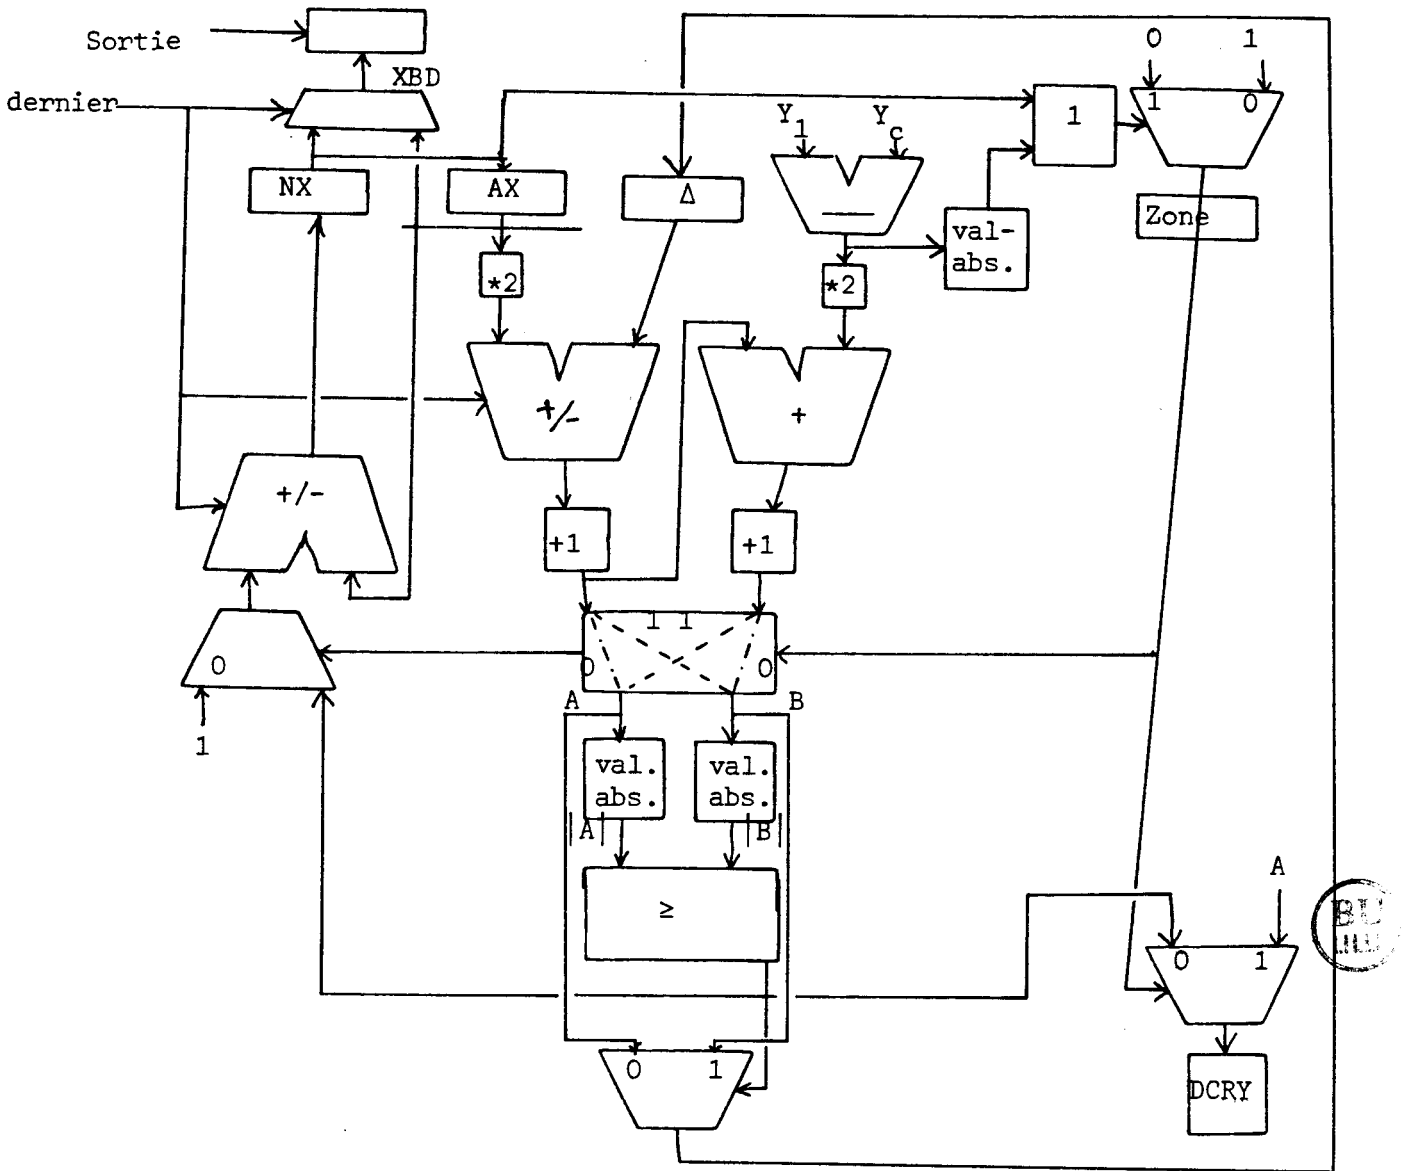 Sortie
XBD
dernier
0 1
1 0
1
Y1 Yc
NX
AX
Δ
Zone
val-
abs.
*2
*2
+/-
+
+/-
+1
+1
1 1
0 0
0
1
A B
val.
abs.
val.
abs.
|A| |B|
≥
A
0 1
0 1
DCRY